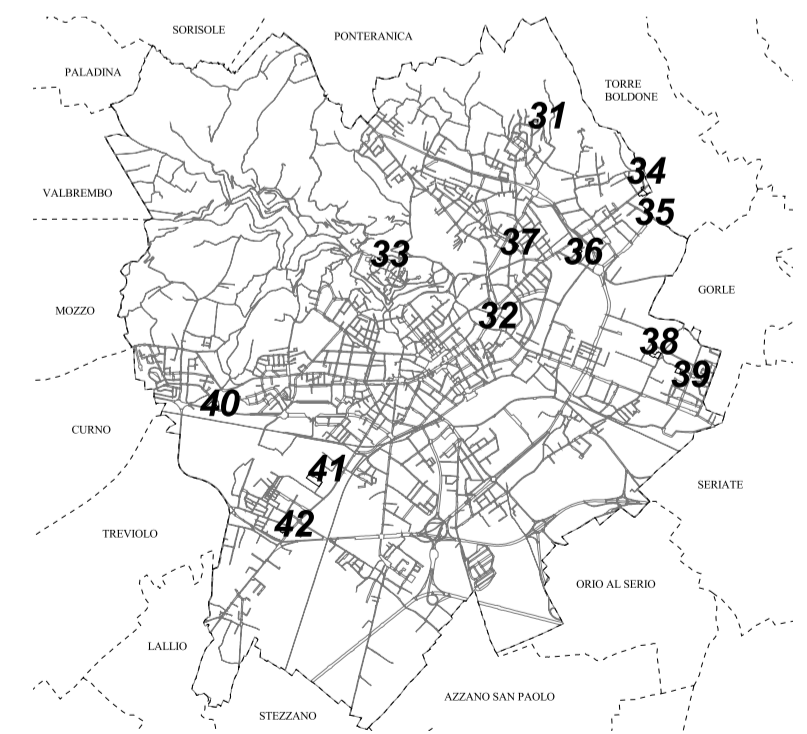 SORISOLE
PONTERANICA
PALADINA
TORRE
BOLDONE
31
34
VALBREMBO
35
37
36
33
GORLE
MOZZO
32
38
39
40
CURNO
41
SERIATE
42
TREVIOLO
ORIO AL SERIO
LALLIO
AZZANO SAN PAOLO
STEZZANO